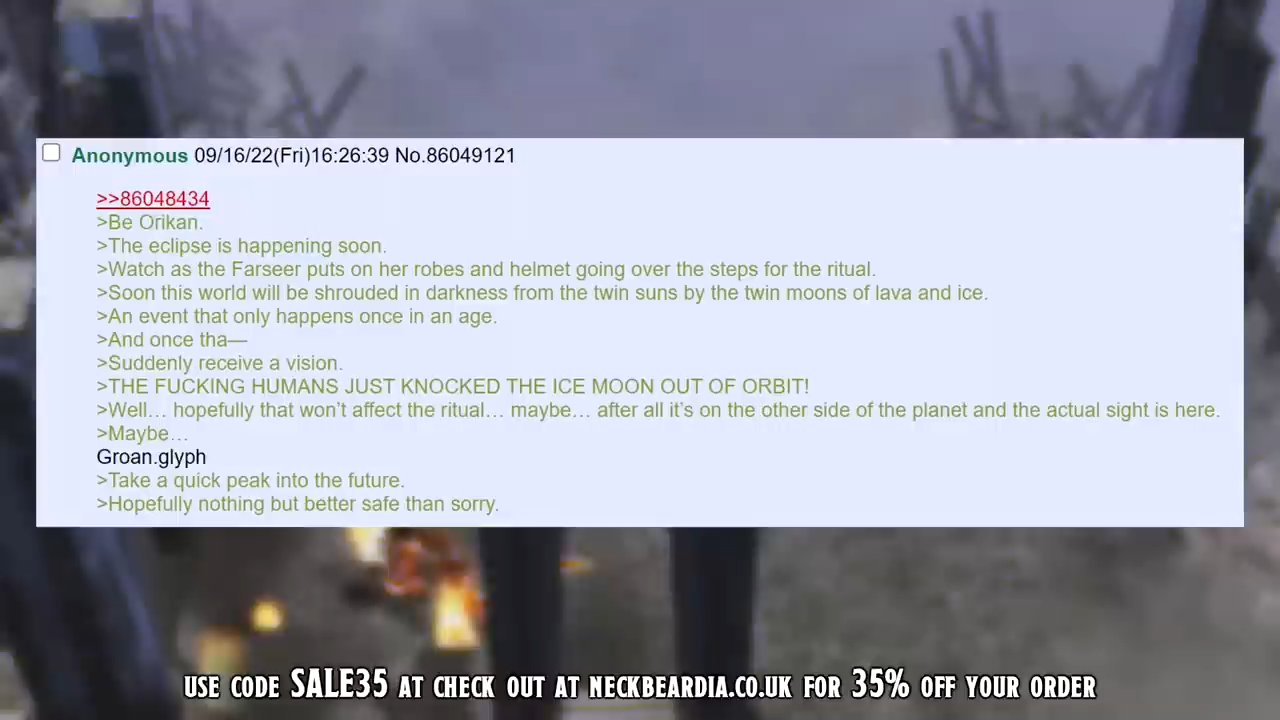 Anonymous 09/16/22(Fri)16:26:39 No.86049121
>>86048434
>Be Orikan.
>The eclipse is happening soon.
>Watch as the Farseer puts on her robes and helmet going over the steps for the ritual.
>Soon this world will be shrouded in darkness from the twin suns by the twin moons of lava and ice.
>An event that only happens once in an age.
>And once tha—
>Suddenly receive a vision.
>THE FUCKING HUMANS JUST KNOCKED THE ICE MOON OUT OF ORBIT!
>Well… hopefully that won’t affect the ritual… maybe… after all it’s on the other side of the planet and the actual sight is here.
>Maybe…
Groan.glyph
>Take a quick peak into the future.
>Hopefully nothing but better safe than sorry.
USE CODE SALE35 AT CHECK OUT AT NECKBEARDIA.CO.UK FOR 35% OFF YOUR ORDER